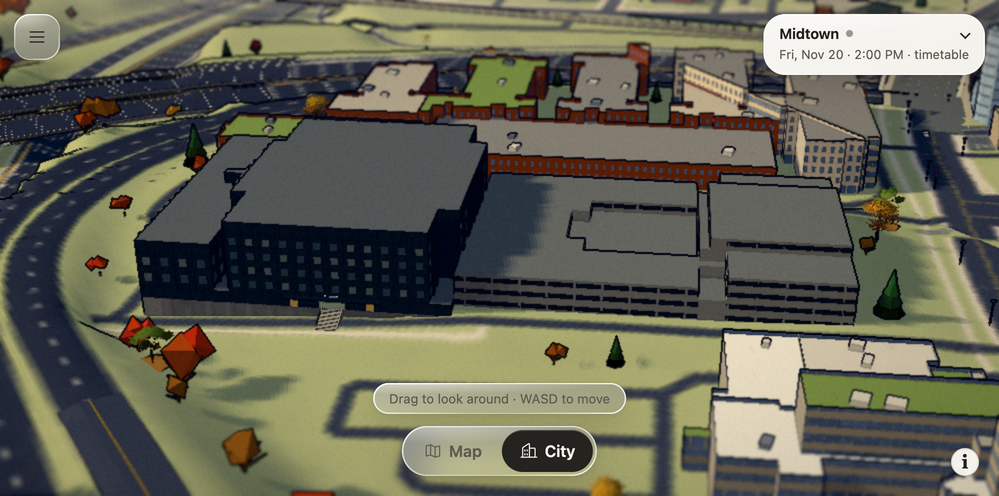 Midtown
Fri, Nov 20 · 2:00 PM · timetable
Drag to look around · WASD to move
Map
City
i